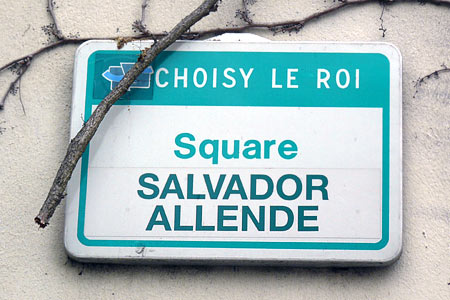 CHOISY LE ROI
Square
SALVADOR
ALLENDE